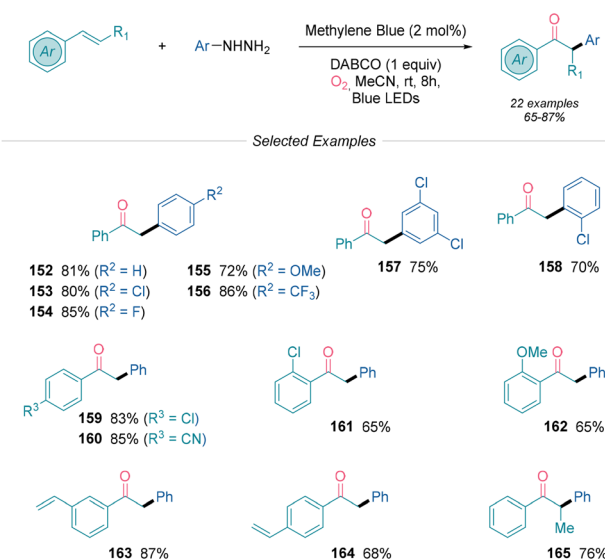 Methylene Blue (2 mol%)
Ar
R₁
+
Ar–NHNH₂
DABCO (1 equiv)
O₂, MeCN, rt, 8h,
Blue LEDs
O
Ar
Ar
R₁
22 examples
65-87%
Selected Examples
R²
O
Ph
152 81% (R² = H)
153 80% (R² = Cl)
154 85% (R² = F)
155 72% (R² = OMe)
156 86% (R² = CF₃)
Cl
O
Ph
Cl
157 75%
O
Ph
Cl
158 70%
O
Ph
R³
159 83% (R³ = Cl)
160 85% (R³ = CN)
Cl
O
Ph
161 65%
OMe
O
Ph
162 65%
O
Ph
163 87%
O
Ph
164 68%
O
Ph
Me
165 76%